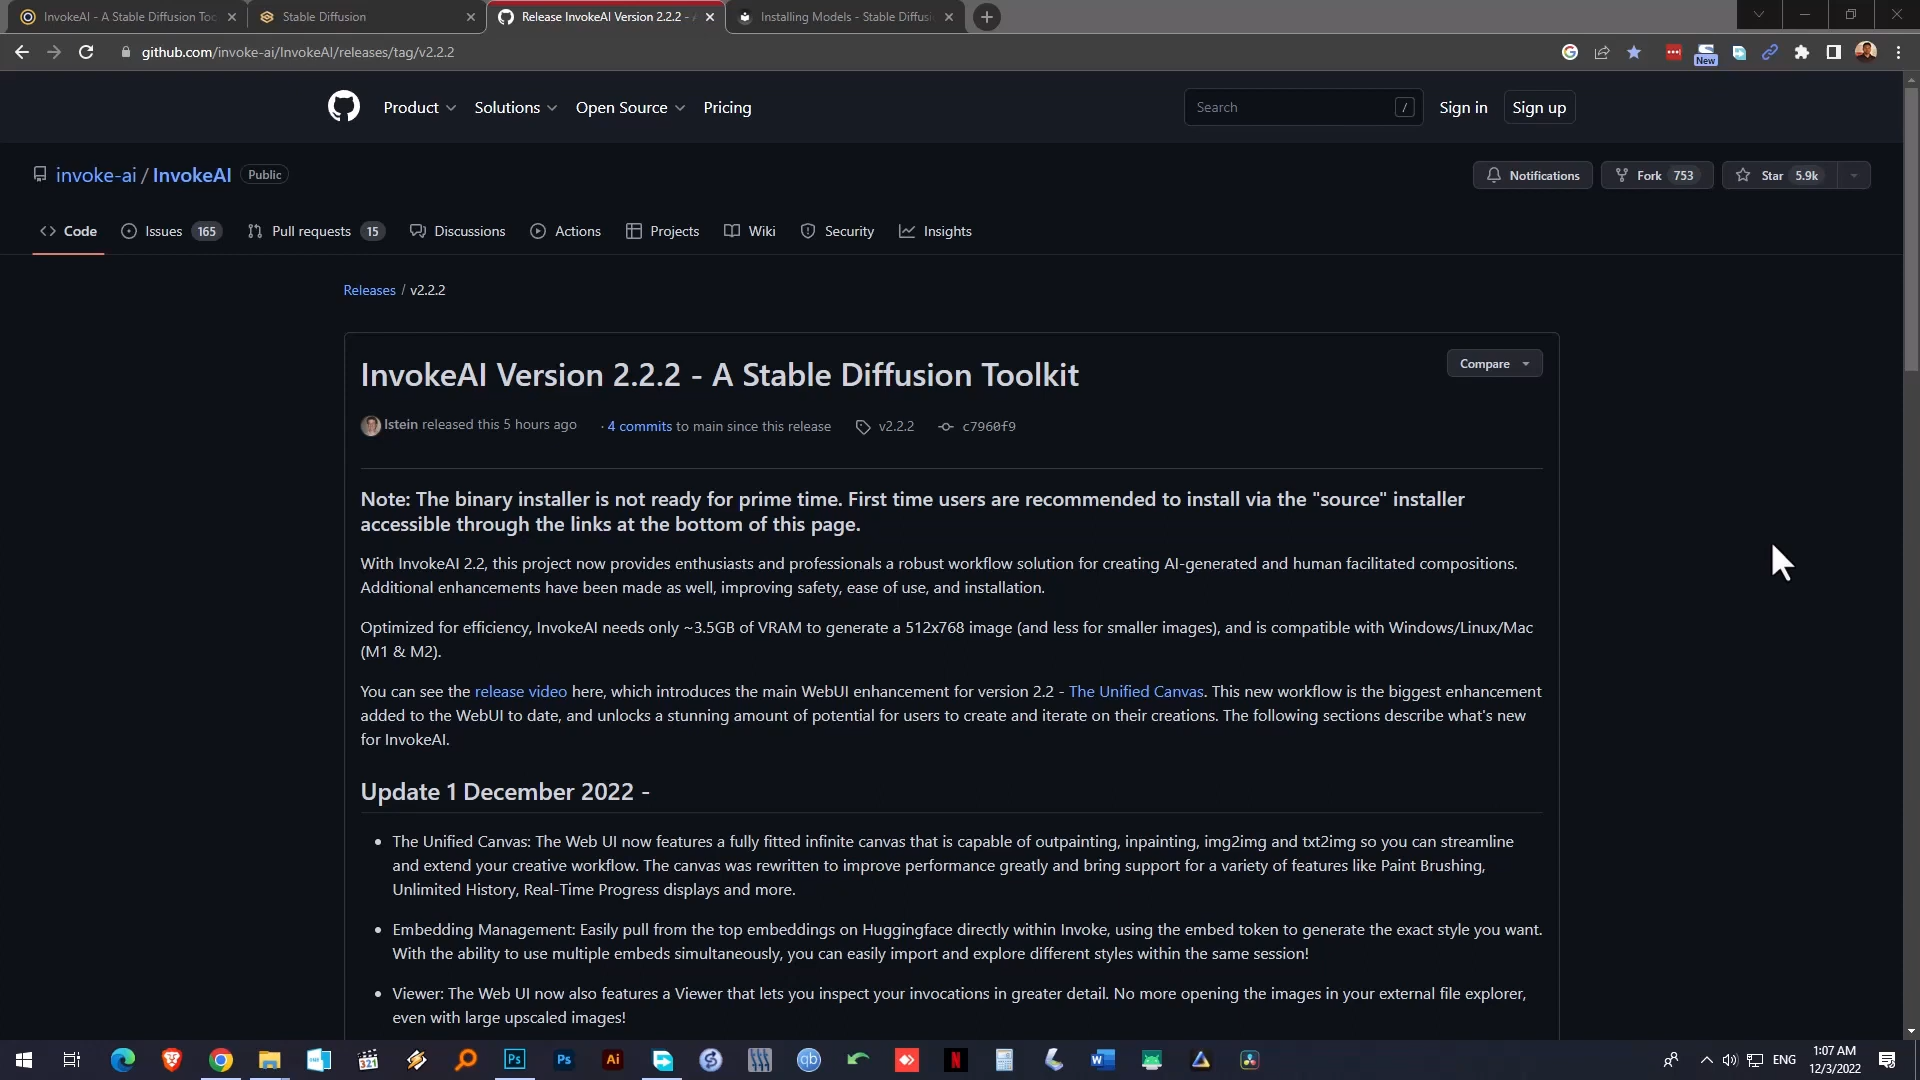 InvokeAI - A Stable Diffusion Too
Stable Diffusion
Release InvokeAI Version 2.2.2 -
Installing Models - Stable Diffusi
github.com/invoke-ai/InvokeAI/releases/tag/v2.2.2
New
Product
Solutions
Open Source
Pricing
Search
/
Sign in
Sign up
invoke-ai / InvokeAI
Public
Notifications
Fork 753
Star 5.9k
Code
Issues 165
Pull requests 15
Discussions
Actions
Projects
Wiki
Security
Insights
Releases / v2.2.2
InvokeAI Version 2.2.2 - A Stable Diffusion Toolkit
Compare
lstein released this 5 hours ago
· 4 commits to main since this release
v2.2.2
c7960f9
Note: The binary installer is not ready for prime time. First time users are recommended to install via the "source" installer
accessible through the links at the bottom of this page.
With InvokeAI 2.2, this project now provides enthusiasts and professionals a robust workflow solution for creating AI-generated and human facilitated compositions.
Additional enhancements have been made as well, improving safety, ease of use, and installation.
Optimized for efficiency, InvokeAI needs only ~3.5GB of VRAM to generate a 512x768 image (and less for smaller images), and is compatible with Windows/Linux/Mac
(M1 & M2).
You can see the release video here, which introduces the main WebUI enhancement for version 2.2 - The Unified Canvas. This new workflow is the biggest enhancement
added to the WebUI to date, and unlocks a stunning amount of potential for users to create and iterate on their creations. The following sections describe what's new
for InvokeAI.
Update 1 December 2022 -
• The Unified Canvas: The Web UI now features a fully fitted infinite canvas that is capable of outpainting, inpainting, img2img and txt2img so you can streamline
and extend your creative workflow. The canvas was rewritten to improve performance greatly and bring support for a variety of features like Paint Brushing,
Unlimited History, Real-Time Progress displays and more.
• Embedding Management: Easily pull from the top embeddings on Huggingface directly within Invoke, using the embed token to generate the exact style you want.
With the ability to use multiple embeds simultaneously, you can easily import and explore different styles within the same session!
• Viewer: The Web UI now also features a Viewer that lets you inspect your invocations in greater detail. No more opening the images in your external file explorer,
even with large upscaled images!
321
Ps
Ps
Ai
qb
N
W
ENG
1:07 AM
12/3/2022